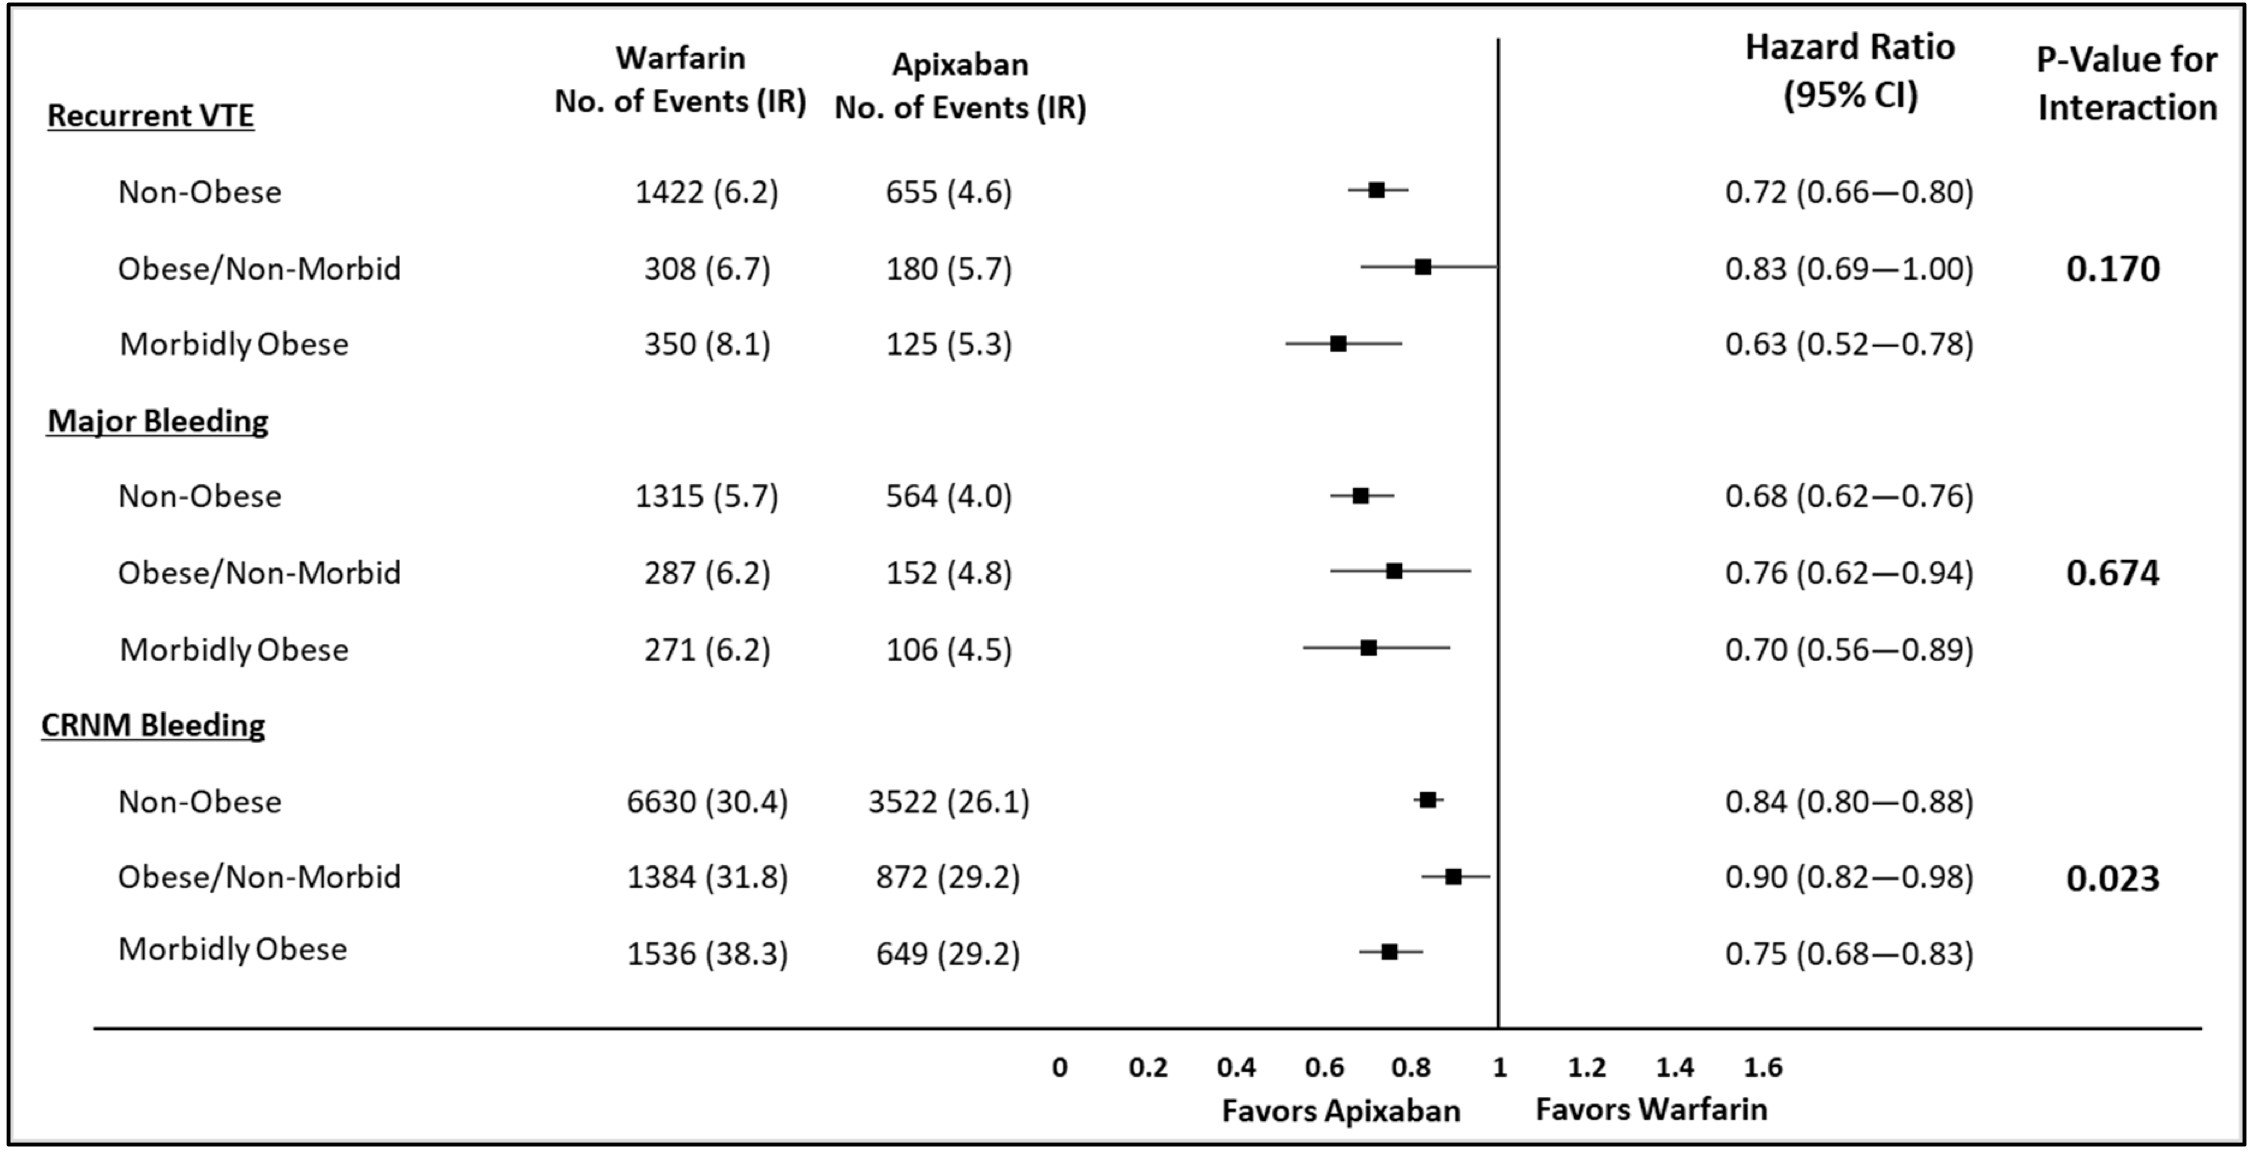 Warfarin Apixaban Hazard Ratio P-Value for
No. of Events (IR) No. of Events (IR) (95% CI) Interaction
Recurrent VTE
Non-Obese 1422 (6.2) 655 (4.6) 0.72 (0.66—0.80)
Obese/Non-Morbid 308 (6.7) 180 (5.7) 0.83 (0.69—1.00) 0.170
Morbidly Obese 350 (8.1) 125 (5.3) 0.63 (0.52—0.78)
Major Bleeding
Non-Obese 1315 (5.7) 564 (4.0) 0.68 (0.62—0.76)
Obese/Non-Morbid 287 (6.2) 152 (4.8) 0.76 (0.62—0.94) 0.674
Morbidly Obese 271 (6.2) 106 (4.5) 0.70 (0.56—0.89)
CRNM Bleeding
Non-Obese 6630 (30.4) 3522 (26.1) 0.84 (0.80—0.88)
Obese/Non-Morbid 1384 (31.8) 872 (29.2) 0.90 (0.82—0.98) 0.023
Morbidly Obese 1536 (38.3) 649 (29.2) 0.75 (0.68—0.83)
0 0.2 0.4 0.6 0.8 1 1.2 1.4 1.6
Favors Apixaban Favors Warfarin